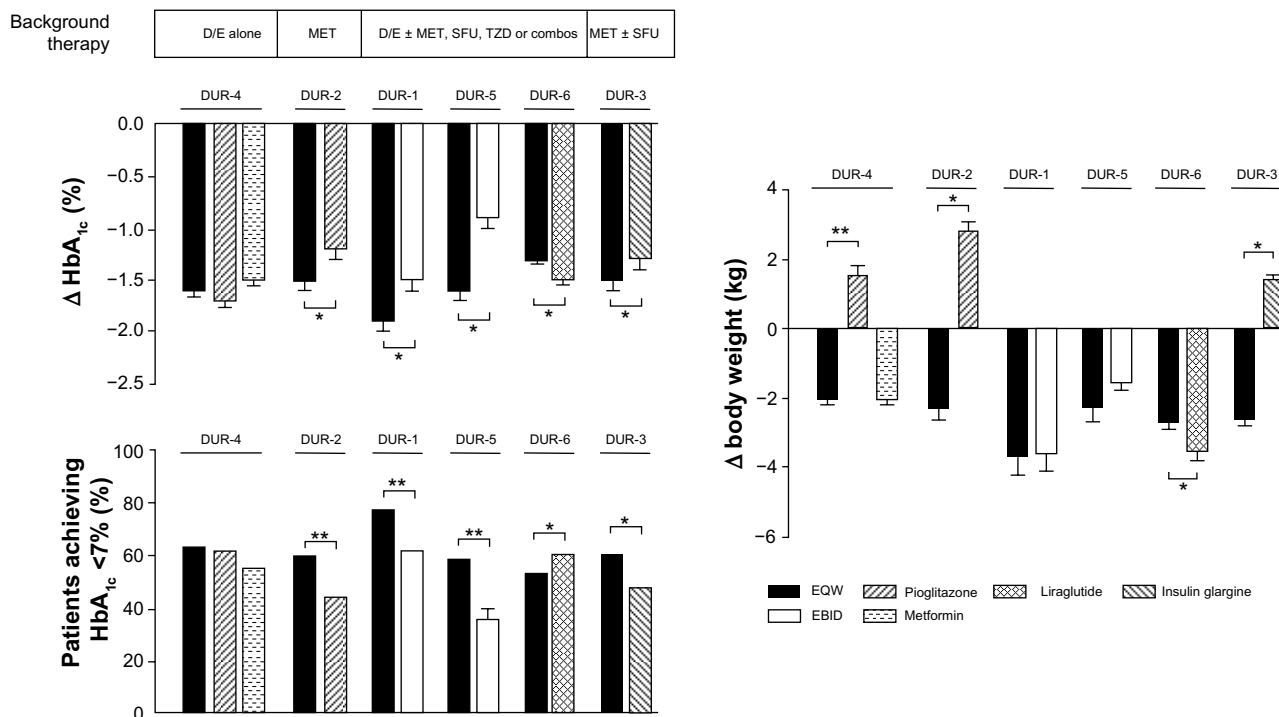 Background therapy
D/E alone
MET
D/E ± MET, SFU, TZD or combos
MET ± SFU
DUR-4 DUR-2 DUR-1 DUR-5 DUR-6 DUR-3
0.0
−0.5
−1.0
−1.5
−2.0
−2.5
Δ HbA1c (%)
* * * * *
DUR-4 DUR-2 DUR-1 DUR-5 DUR-6 DUR-3
100
80
60
40
20
0
Patients achieving
HbA1c <7% (%)
** ** ** * *
DUR-4 DUR-2 DUR-1 DUR-5 DUR-6 DUR-3
4
2
0
−2
−4
−6
Δ body weight (kg)
** * * *
EQW Pioglitazone Liraglutide Insulin glargine
EBID Metformin